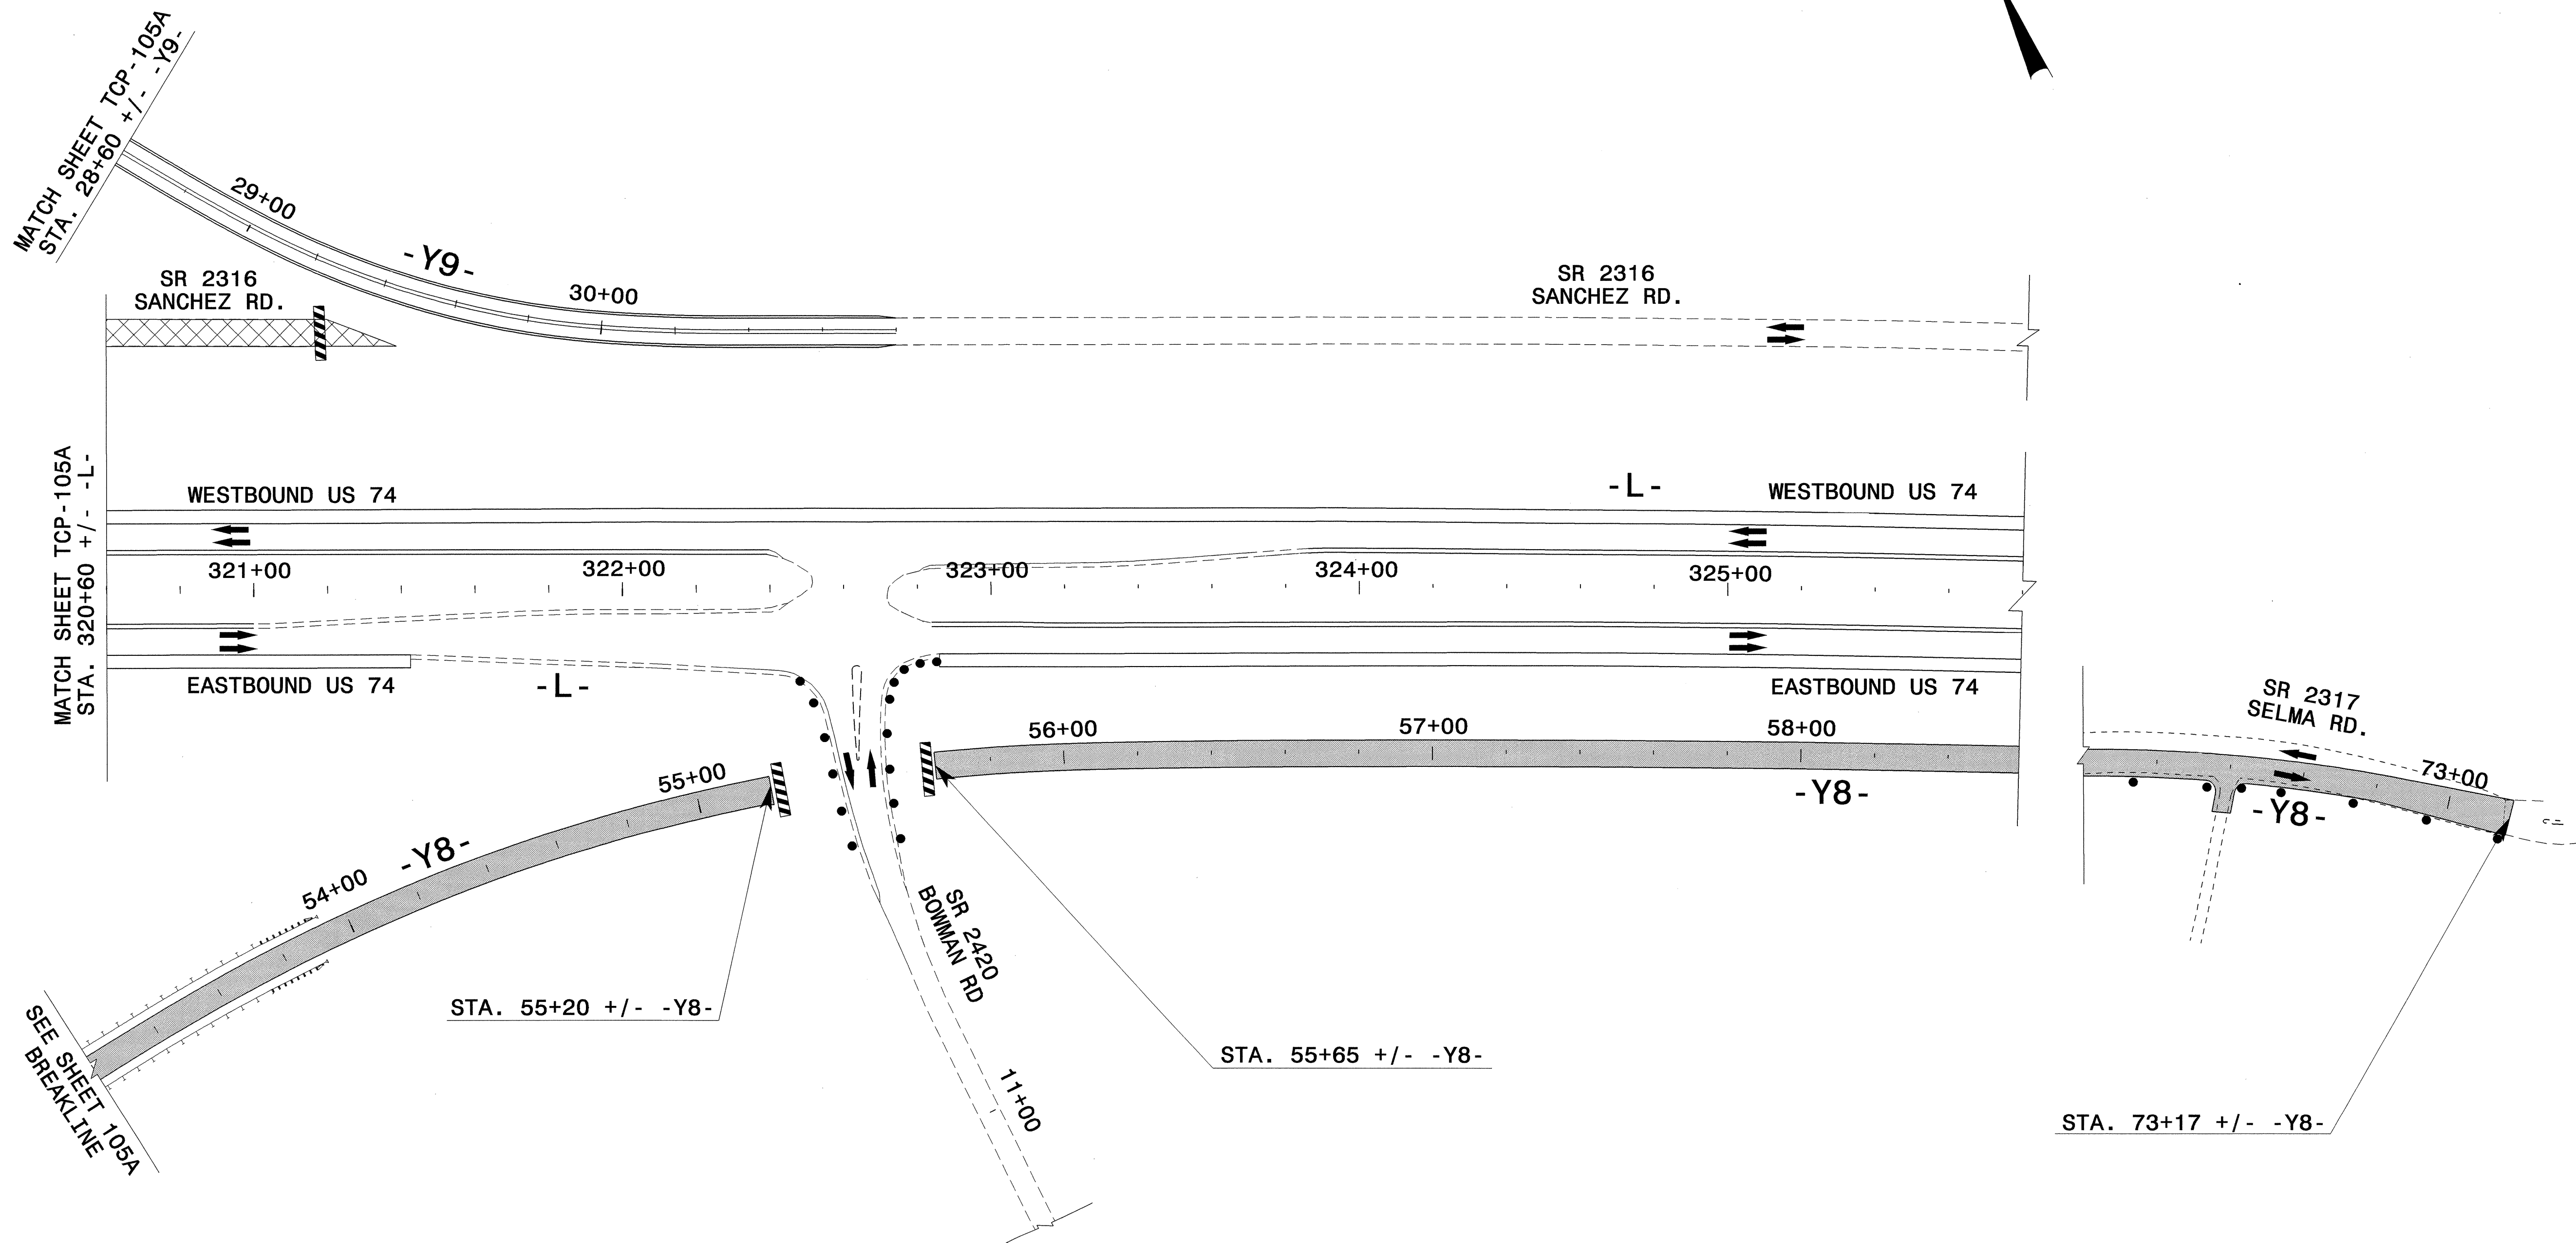 MATCH SHEET TCP-105A
STA. 28+60 +/- -Y9-
29+00
-Y9-
30+00
SR 2316
SANCHEZ RD.
SR 2316
SANCHEZ RD.
MATCH SHEET TCP-105A
STA. 320+60 +/- -L-
WESTBOUND US 74
-L-
WESTBOUND US 74
321+00
322+00
323+00
324+00
325+00
EASTBOUND US 74
-L-
EASTBOUND US 74
SR 2317
SELMA RD.
56+00
57+00
58+00
55+00
73+00
-Y8-
-Y8-
-Y8-
54+00
SR 2420
BOWMAN RD
STA. 55+20 +/- -Y8-
STA. 55+65 +/- -Y8-
SEE SHEET 105A
BREAKLINE
11+00
STA. 73+17 +/- -Y8-